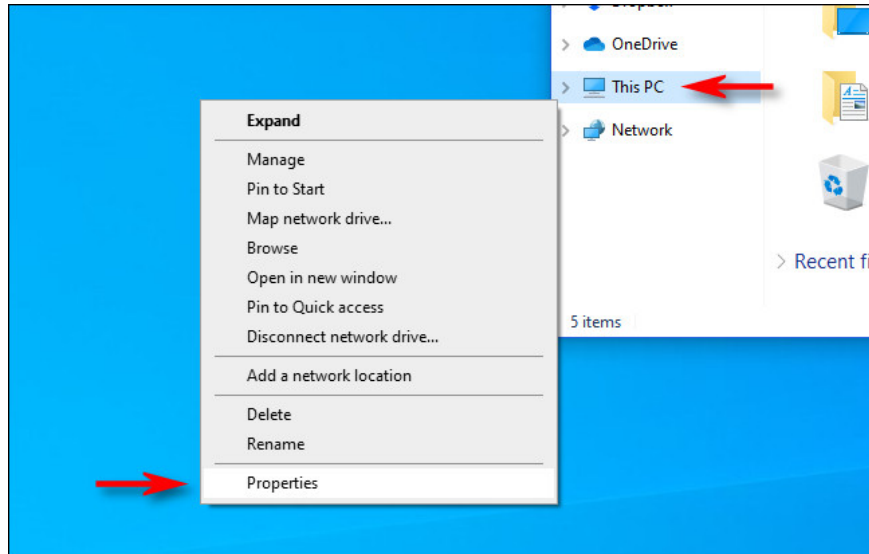 Dropbox
OneDrive
This PC
Network
Recent fi
5 items
Expand
Manage
Pin to Start
Map network drive...
Browse
Open in new window
Pin to Quick access
Disconnect network drive...
Add a network location
Delete
Rename
Properties